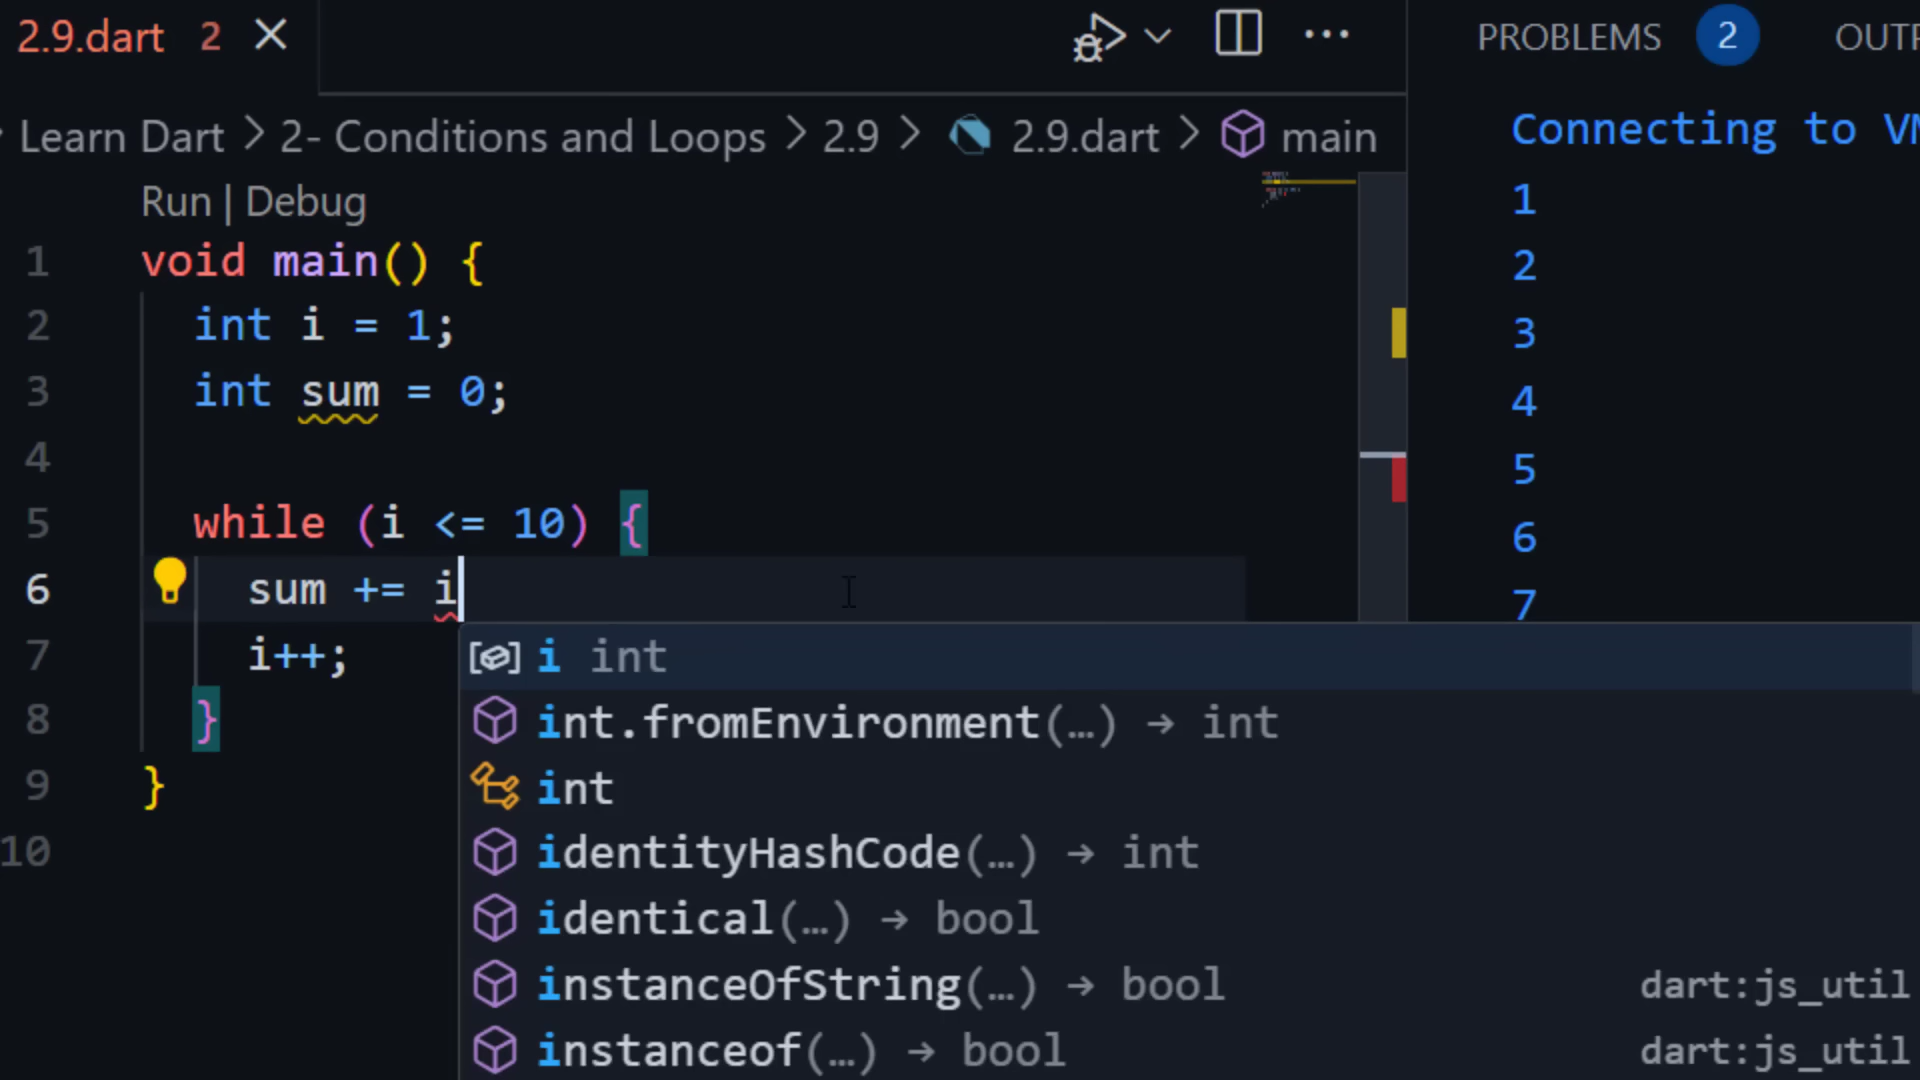 2.9.dart 2
Learn Dart > 2- Conditions and Loops > 2.9 > 2.9.dart > main
Run | Debug
1 void main() {
2 int i = 1;
3 int sum = 0;
4
5 while (i <= 10) {
6 sum += i
7 i++;
8 }
9 }
10
i int
int.fromEnvironment(…) → int
int
identityHashCode(…) → int
identical(…) → bool
instanceOfString(…) → bool dart:js_util
instanceof(…) → bool dart:js_util
PROBLEMS 2 OUTP
Connecting to VM
1
2
3
4
5
6
7